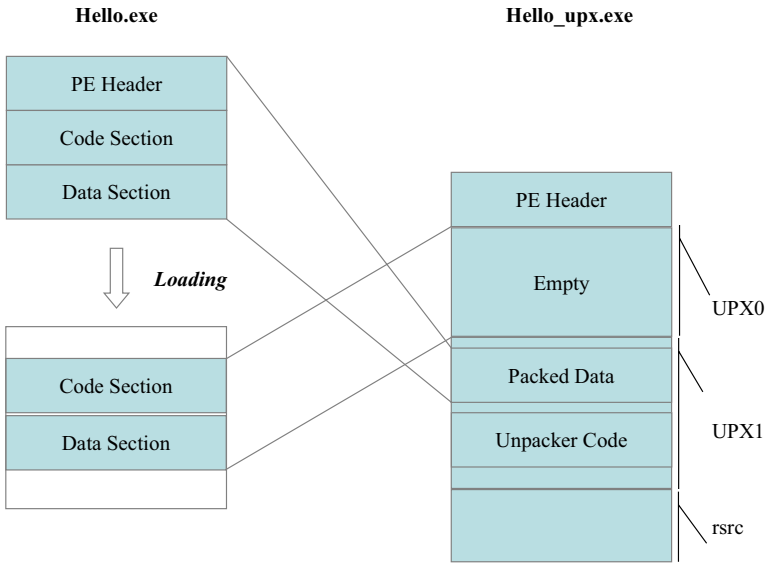 Hello.exe
Hello_upx.exe
PE Header
Code Section
Data Section
Loading
Code Section
Data Section
PE Header
Empty
Packed Data
Unpacker Code
UPX0
UPX1
rsrc